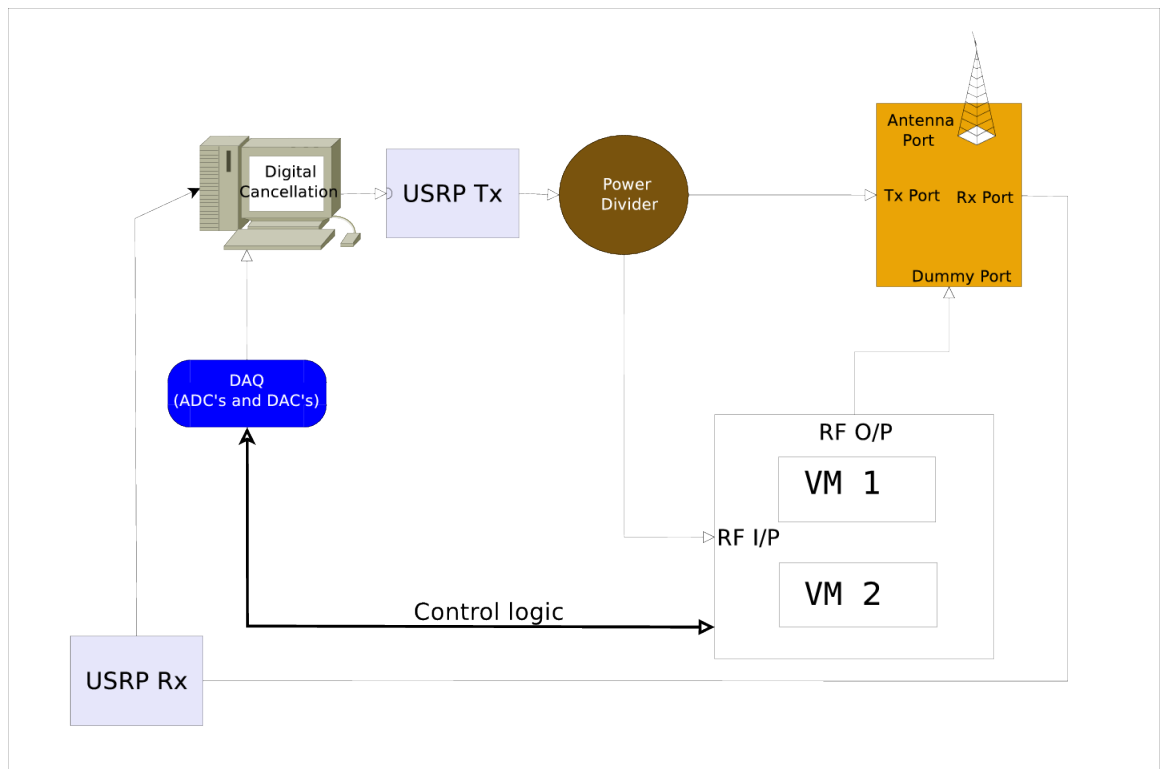 Antenna
Port
Digital
Cancellation
USRP Tx
Power
Divider
Tx Port
Rx Port
Dummy Port
DAQ
(ADC's and DAC's)
RF O/P
VM 1
RF I/P
VM 2
Control logic
USRP Rx